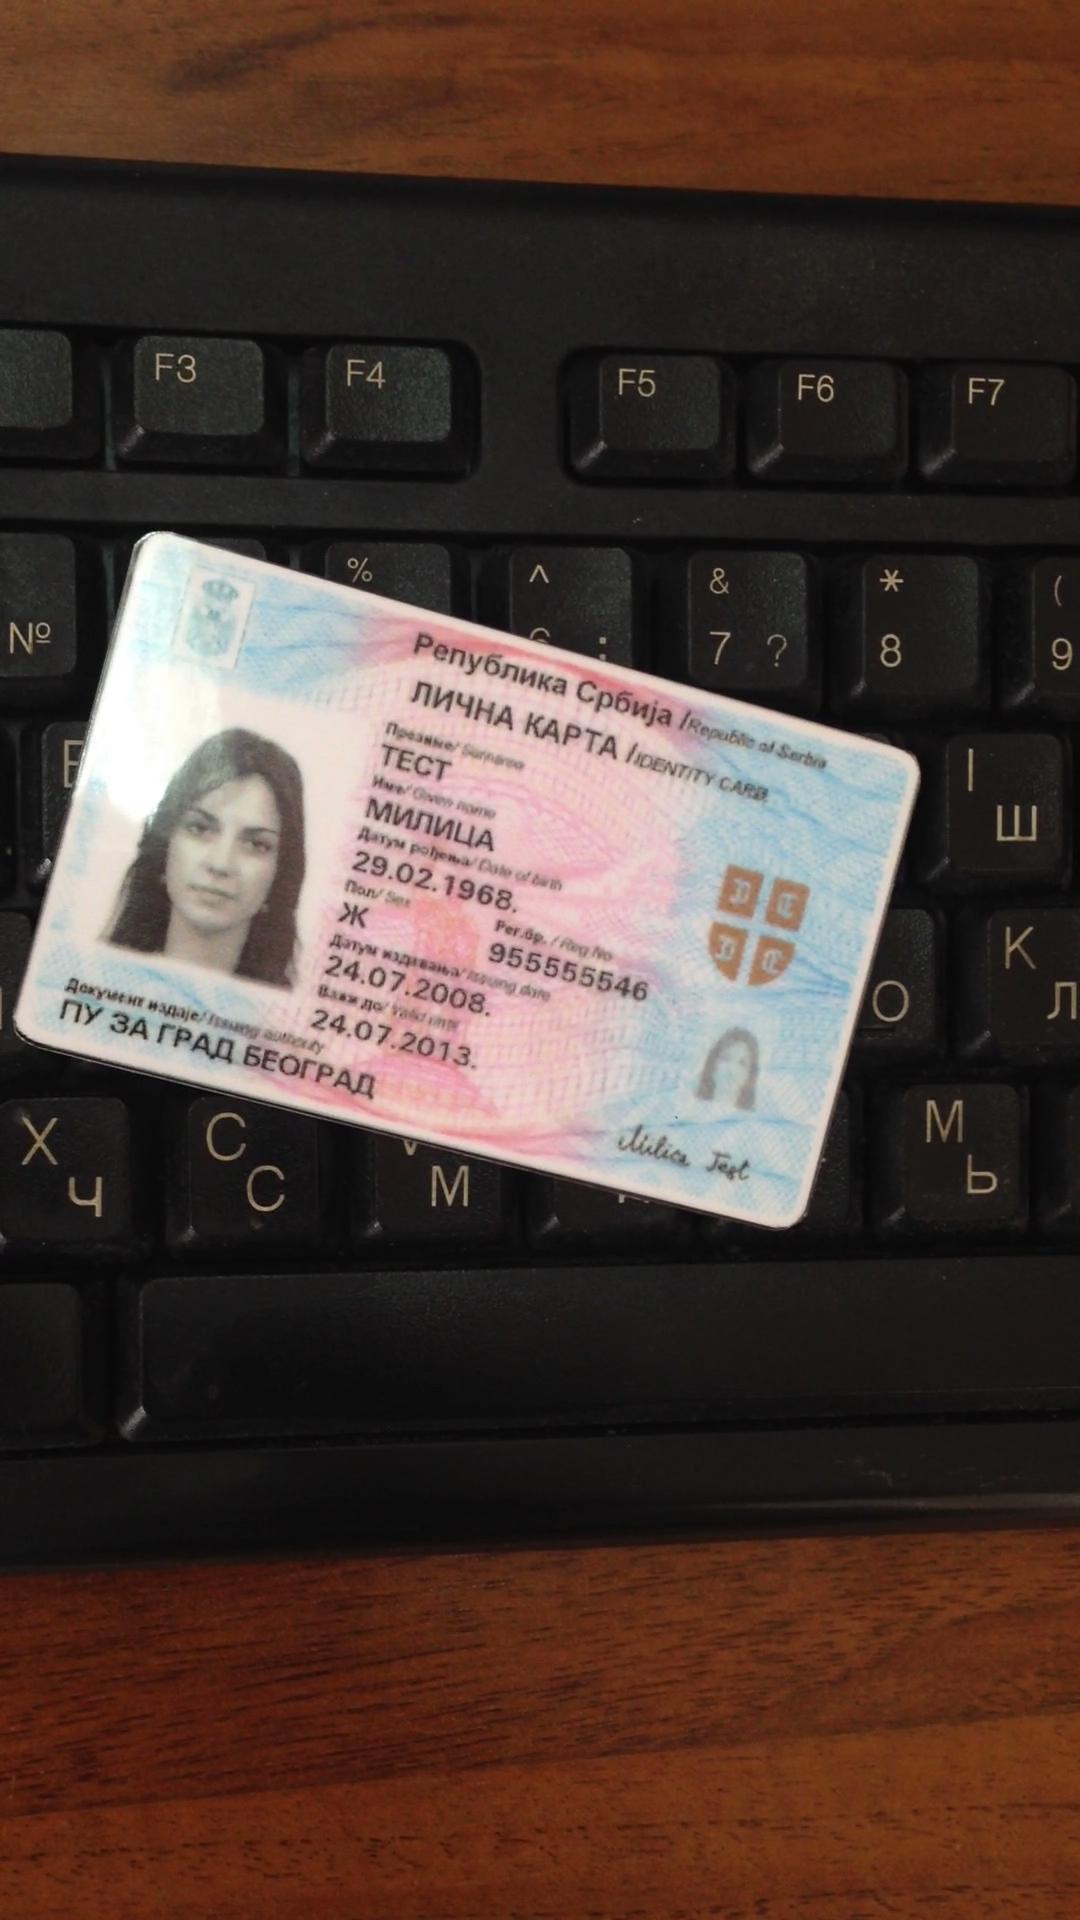 F3
F4
F5
F6
F7
№
%
^
:
&
7 ?
*
8
(
9
Република Србија /Republic of Serbia
ЛИЧНА КАРТА /IDENTITY CARD
Презиме/ Surname
ТЕСТ
Име/ Given name
МИЛИЦА
Датум рођења/ Date of birth
29.02.1968.
Пол/ Sex
Ж
Рег.бр. / Reg No
955555546
Датум издавања/ Issuing date
24.07.2008.
Важи до/ Valid until
24.07.2013.
Документ издаје/ Issuing authority
ПУ ЗА ГРАД БЕОГРАД
Milica Test
I
Ш
K
Л
О
X
Ч
C
С
М
M
Ь